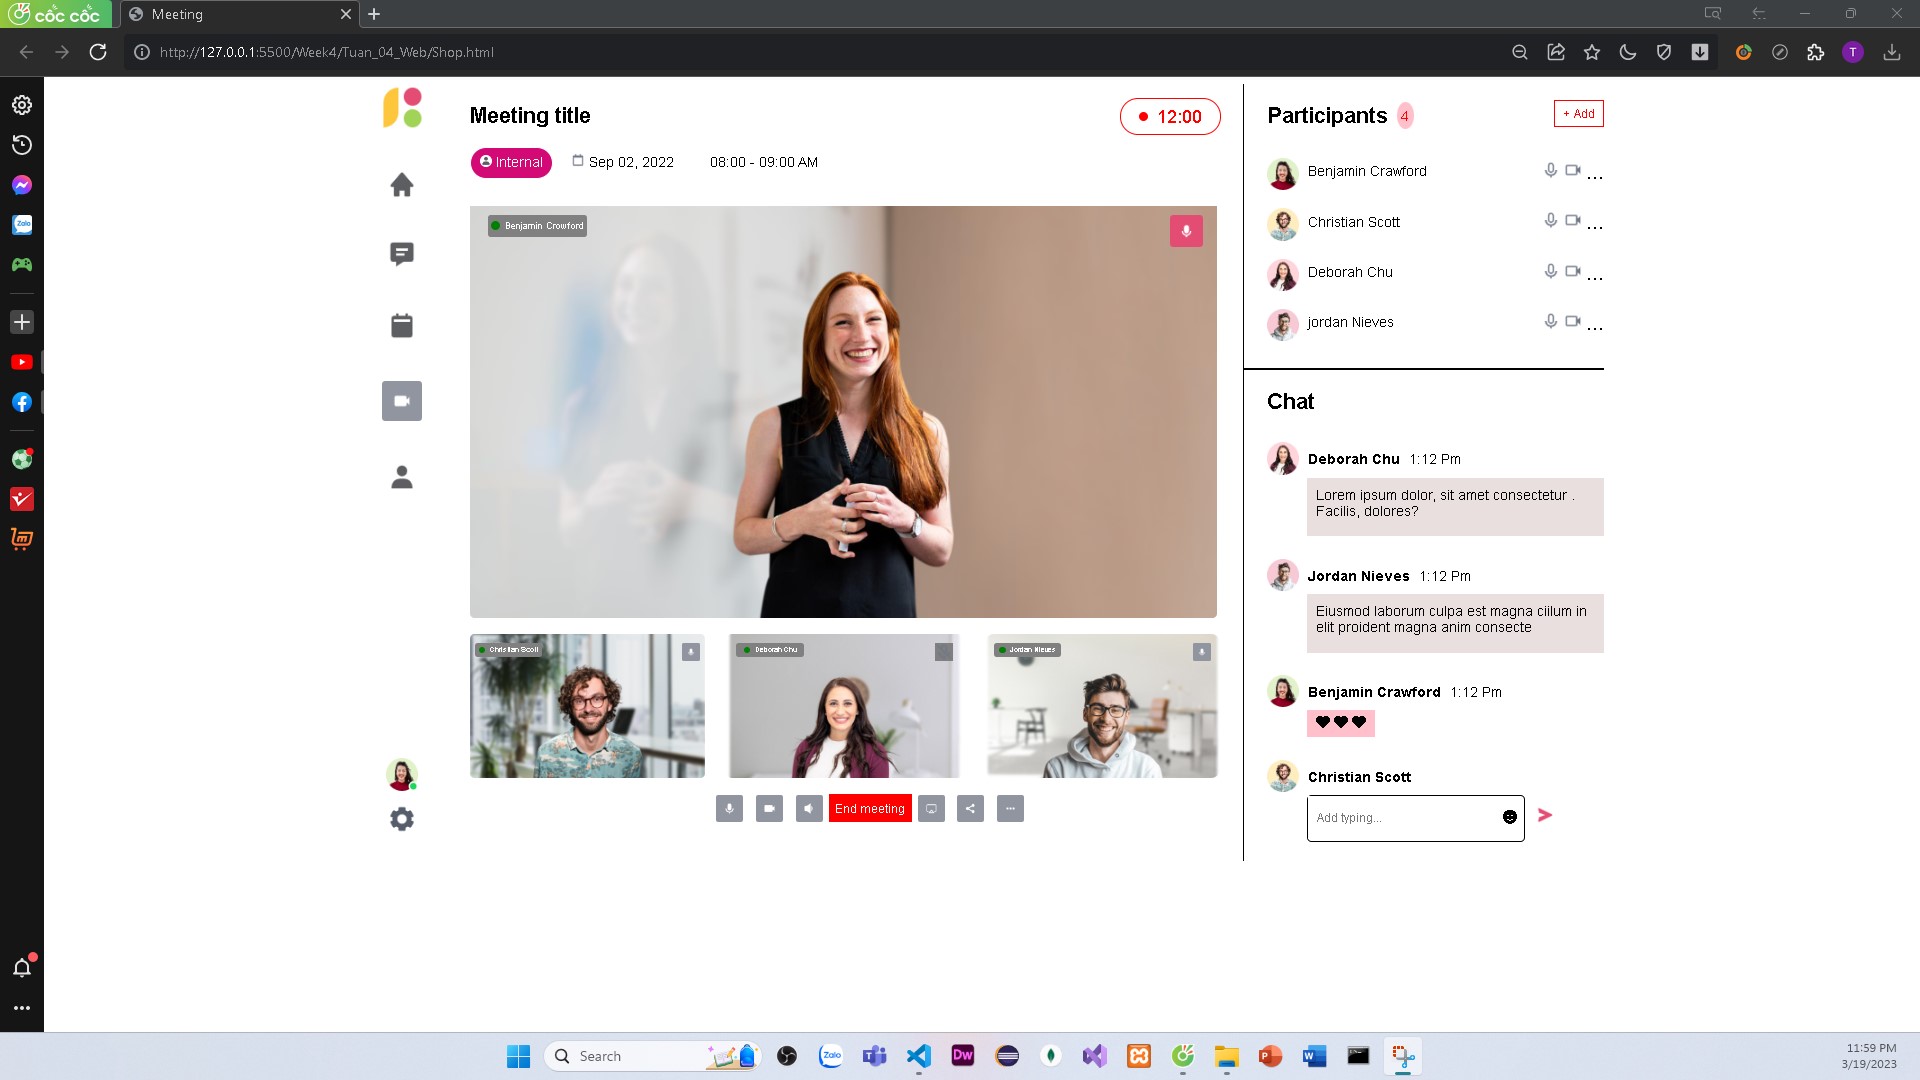 cốc cốc
Meeting
http://127.0.0.1:5500/Week4/Tuan_04_Web/Shop.html
T
Meeting title
12:00
Internal
Sep 02, 2022
08:00 - 09:00 AM
Benjamin Crowford
Christian Scott
Deborah Chu
Jordan Nieves
End meeting
Participants 4
+ Add
Benjamin Crawford
...
Christian Scott
...
Deborah Chu
...
jordan Nieves
...
Chat
Deborah Chu 1:12 Pm
Lorem ipsum dolor, sit amet consectetur .
Facilis, dolores?
Jordan Nieves 1:12 Pm
Eiusmod laborum culpa est magna ciilum in
elit proident magna anim consecte
Benjamin Crawford 1:12 Pm
Christian Scott
Add typing...
Zalo
Search
Zalo
Dw
P
W
11:59 PM
3/19/2023